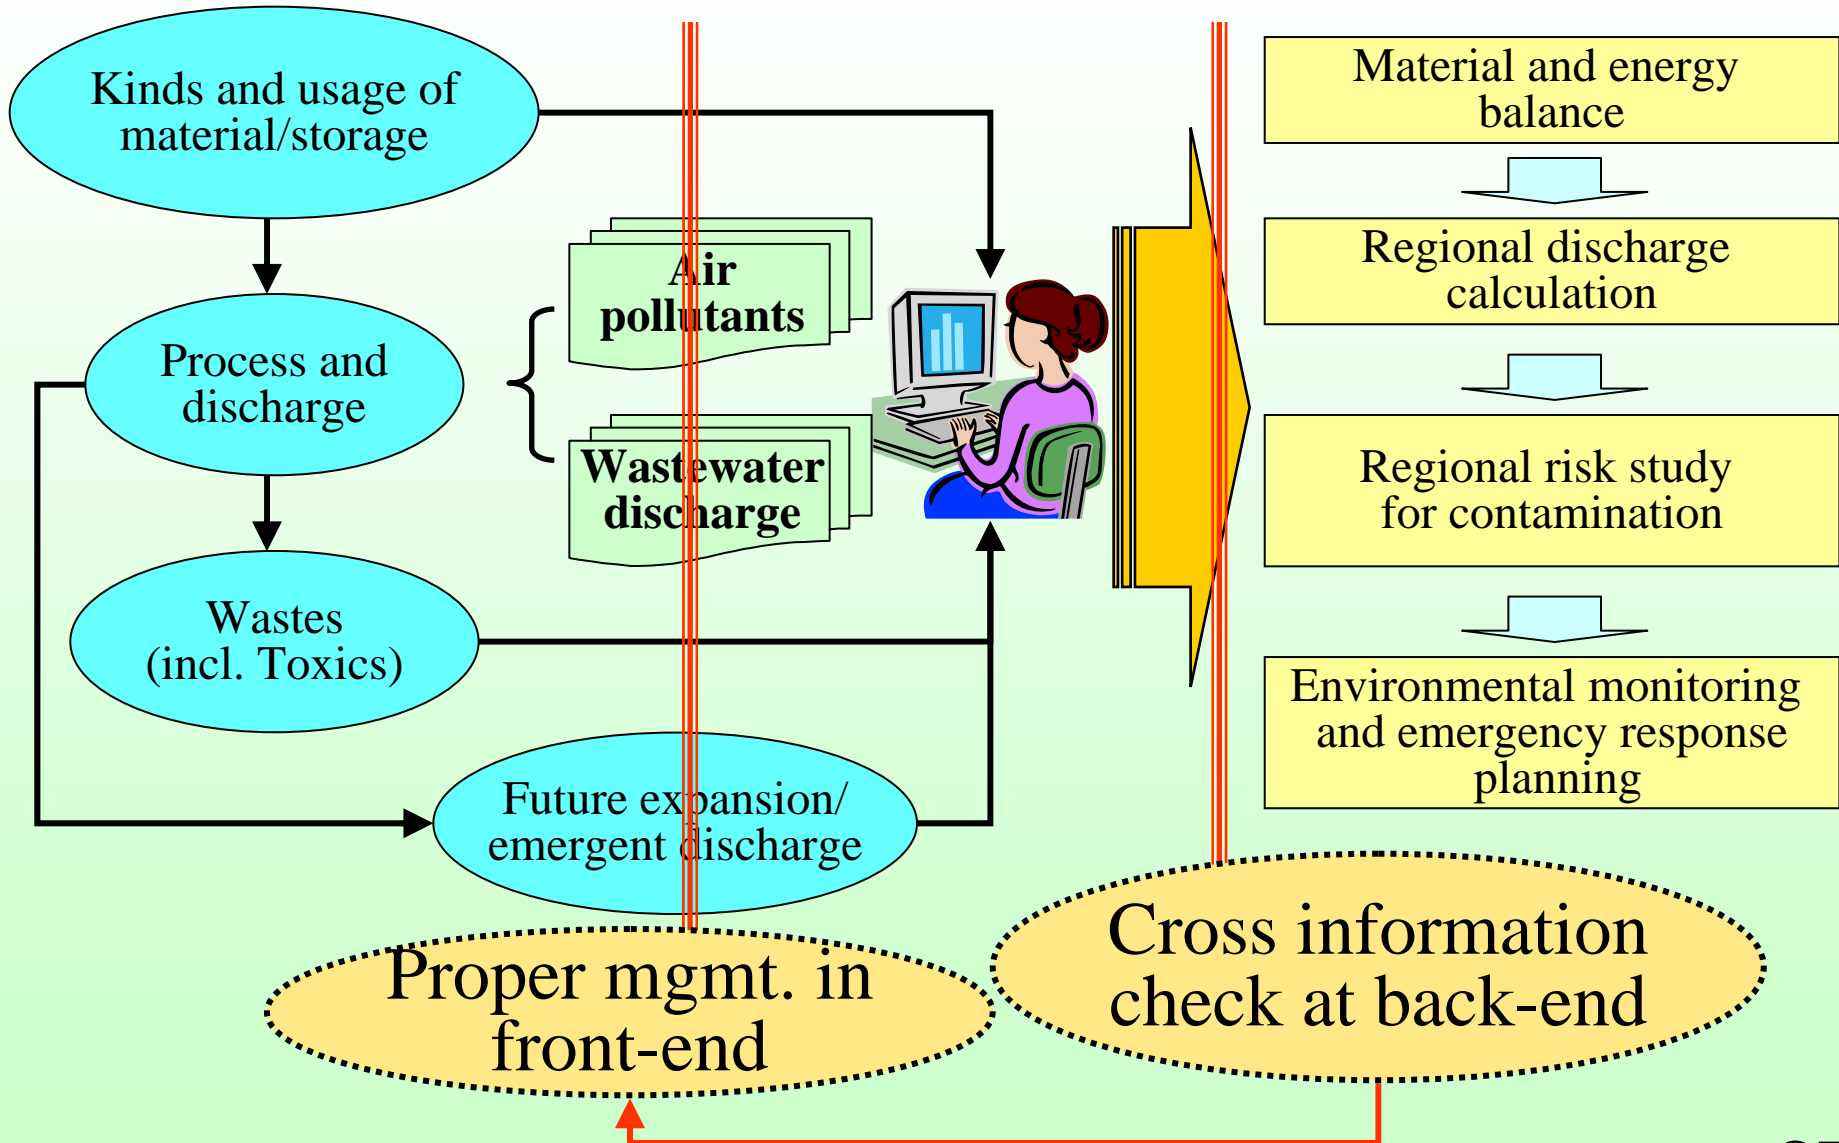 Kinds and usage of
material/storage
Process and
discharge
Wastes
(incl. Toxics)
Future expansion/
emergent discharge
Air
pollutants
Wastewater
discharge
Material and energy
balance
Regional discharge
calculation
Regional risk study
for contamination
Environmental monitoring
and emergency response
planning
Proper mgmt. in
front-end
Cross information
check at back-end